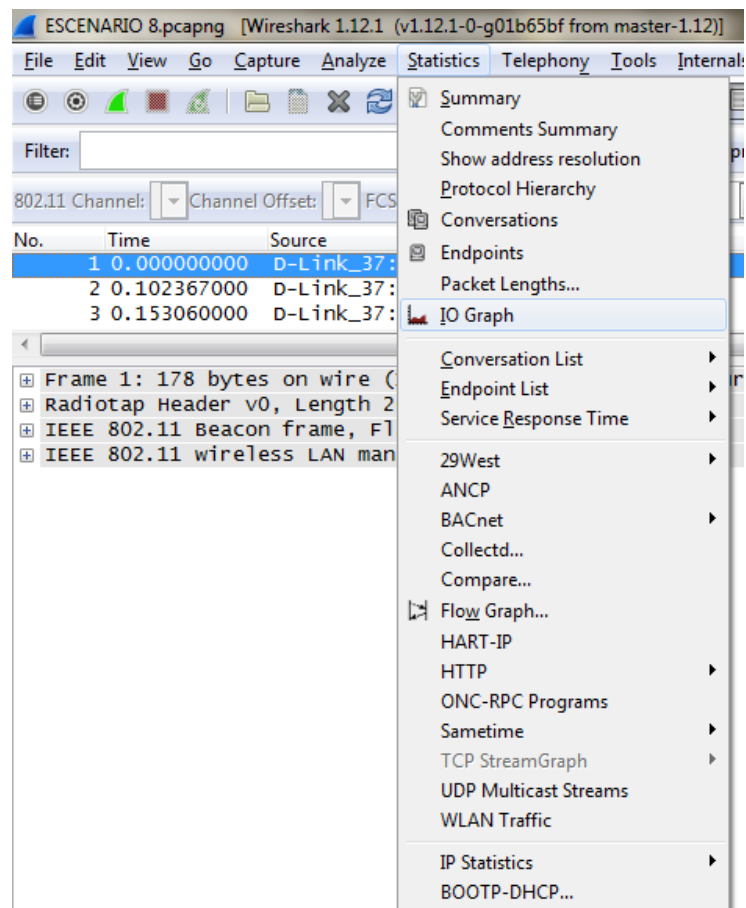 ESCENARIO 8.pcapng [Wireshark 1.12.1 (v1.12.1-0-g01b65bf from master-1.12)]
File Edit View Go Capture Analyze Statistics Telephony Tools Internals
Filter:
802.11 Channel: Channel Offset: FCS
No. Time Source
1 0.000000000 D-Link_37:
2 0.102367000 D-Link_37:
3 0.153060000 D-Link_37:
Frame 1: 178 bytes on wire (
Radiotap Header v0, Length 2
IEEE 802.11 Beacon frame, Fl
IEEE 802.11 wireless LAN man
Summary
Comments Summary
Show address resolution
Protocol Hierarchy
Conversations
Endpoints
Packet Lengths...
IO Graph
Conversation List
Endpoint List
Service Response Time
29West
ANCP
BACnet
Collectd...
Compare...
Flow Graph...
HART-IP
HTTP
ONC-RPC Programs
Sametime
TCP StreamGraph
UDP Multicast Streams
WLAN Traffic
IP Statistics
BOOTP-DHCP...